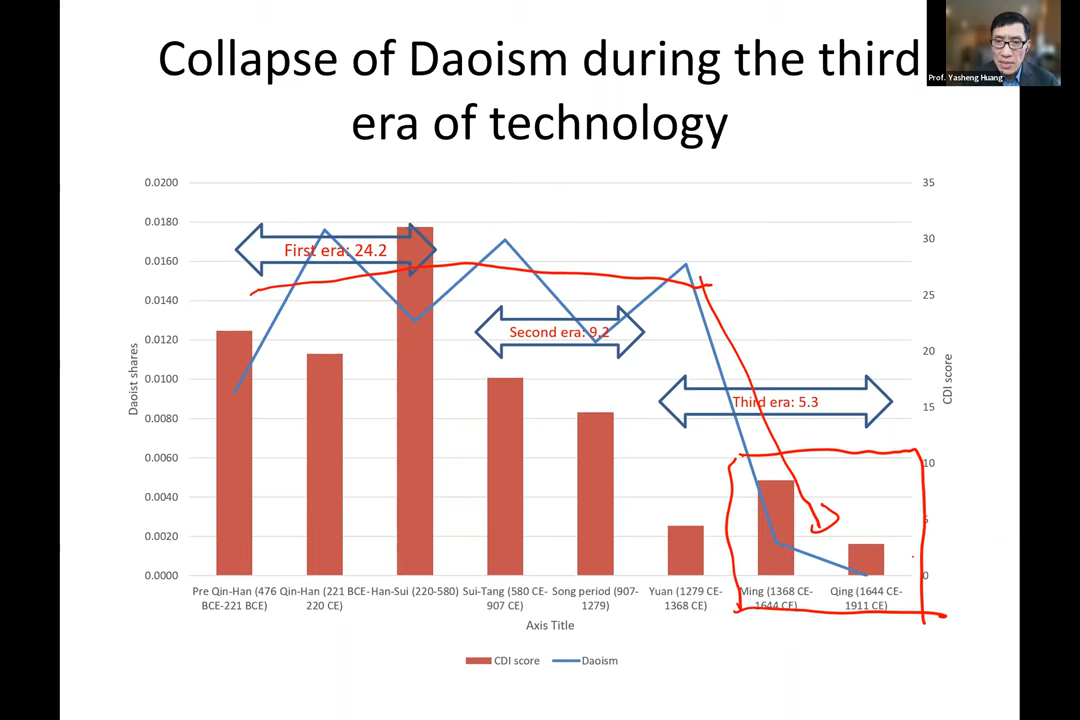 Collapse of Daoism during the third
era of technology
Prof. Yasheng Huang
0.0200
0.0180
0.0160
0.0140
0.0120
0.0100
0.0080
0.0060
0.0040
0.0020
0.0000
Daoist shares
35
30
25
20
15
10
5
0
CDI score
First era: 24.2
Second era: 9.2
Third era: 5.3
Pre Qin-Han (476
BCE-221 BCE)
Qin-Han (221 BCE-
220 CE)
Han-Sui (220-580)
Sui-Tang (580 CE-
907 CE)
Song period (907-
1279)
Yuan (1279 CE-
1368 CE)
Ming (1368 CE-
1644 CE)
Qing (1644 CE-
1911 CE)
Axis Title
CDI score
Daoism